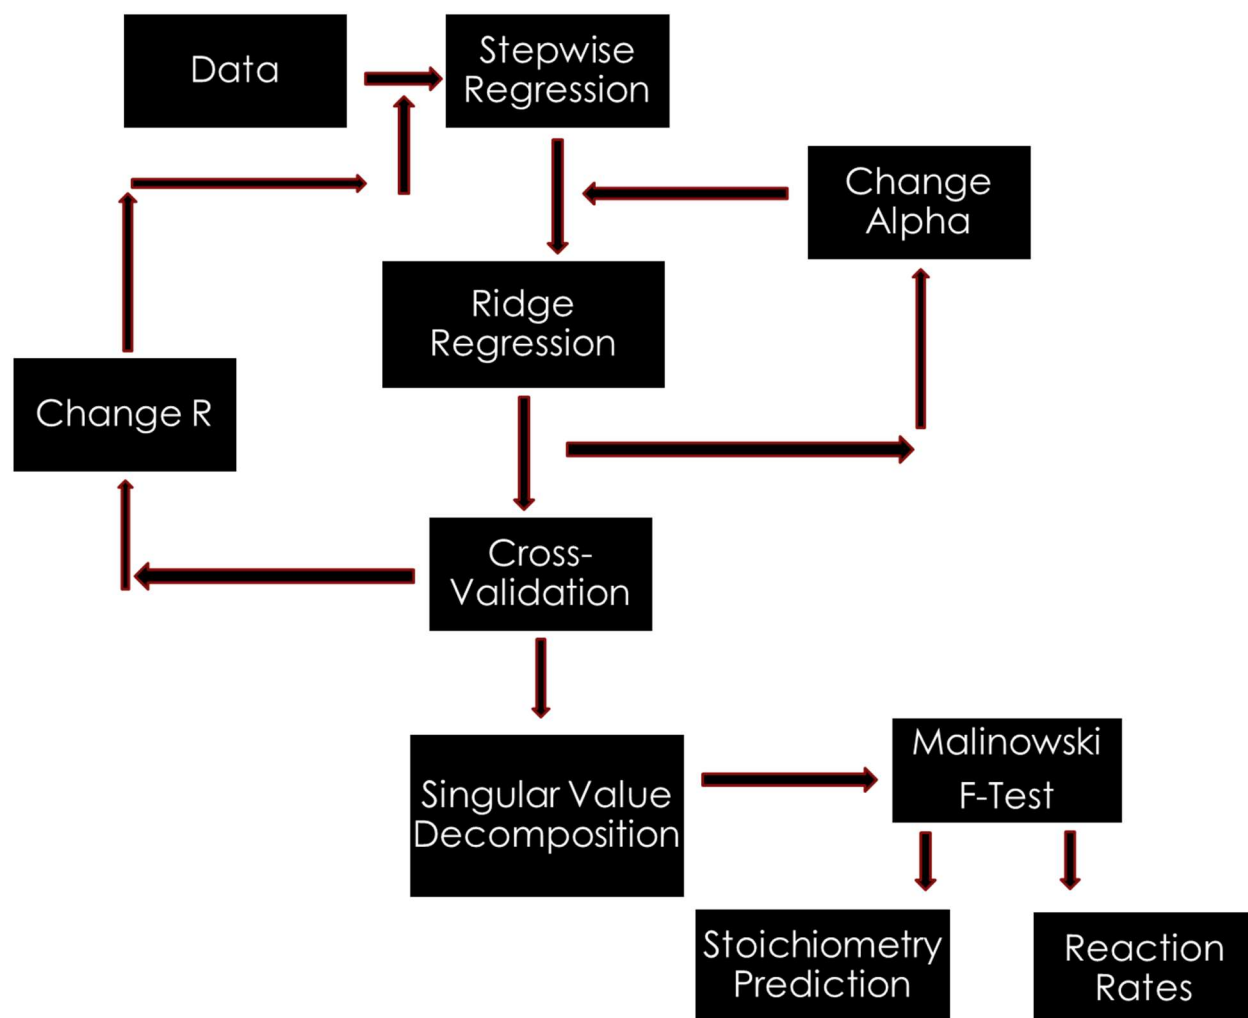 Data
Stepwise
Regression
Change
Alpha
Ridge
Regression
Change R
Cross-
Validation
Singular Value
Decomposition
Malinowski
F-Test
Stoichiometry
Prediction
Reaction
Rates